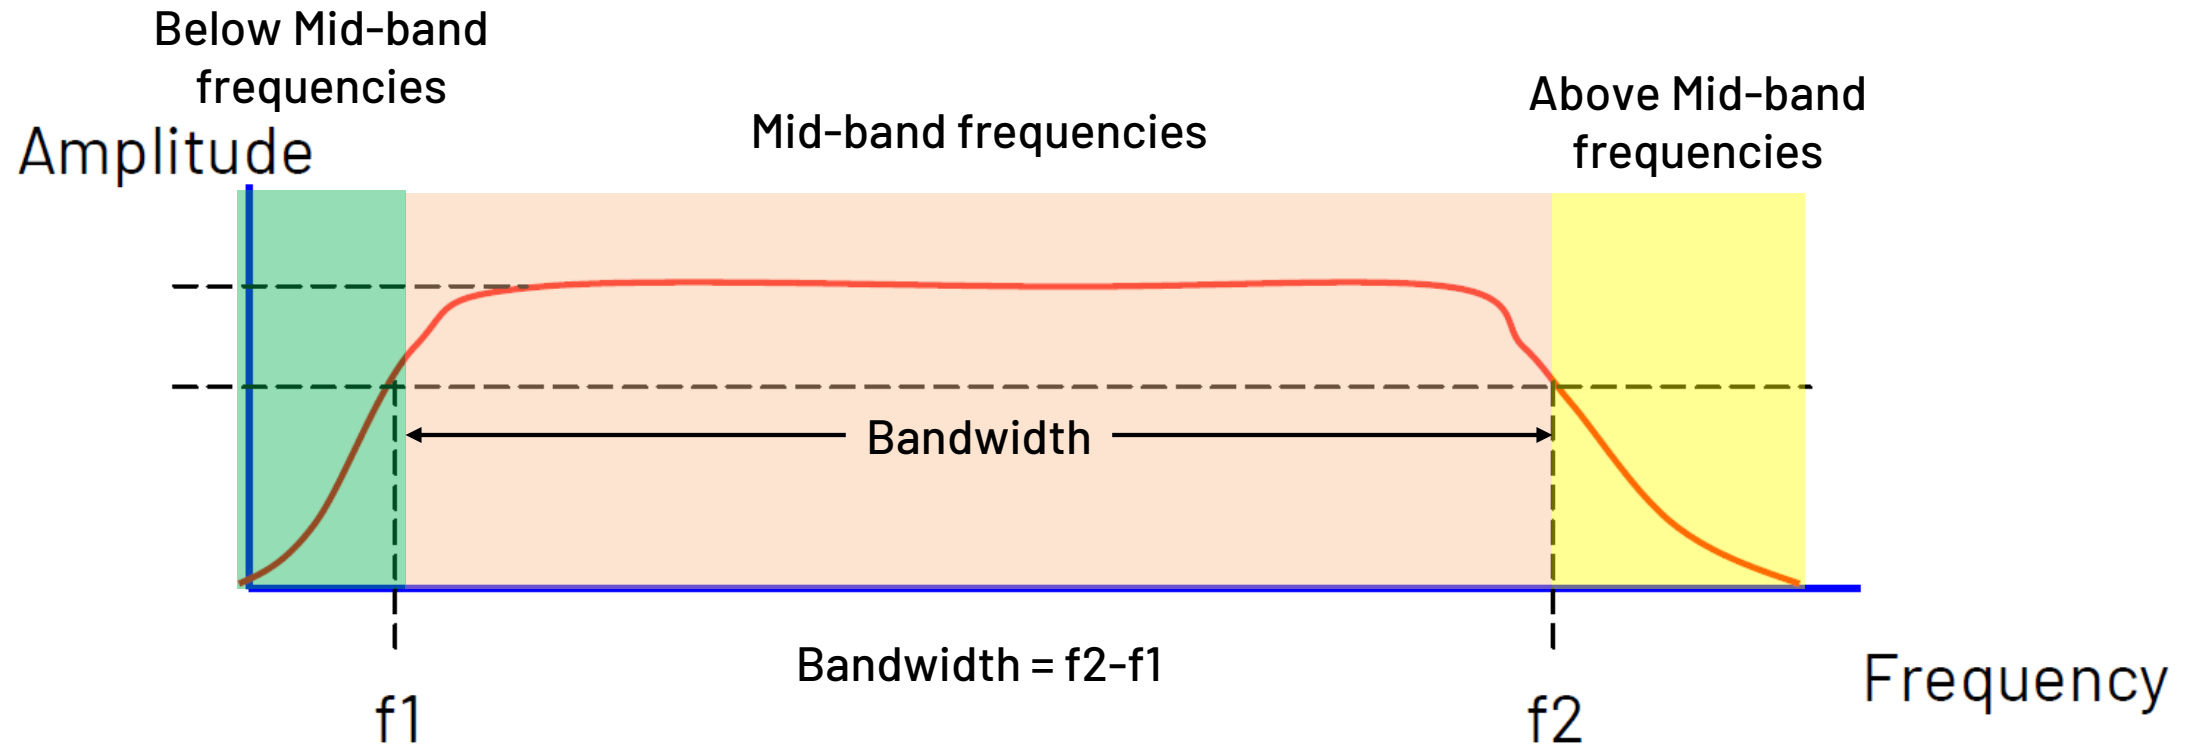 Below Mid-band
frequencies
Amplitude
Mid-band frequencies
Above Mid-band
frequencies
Bandwidth
Bandwidth = f2-f1
f1
f2
Frequency